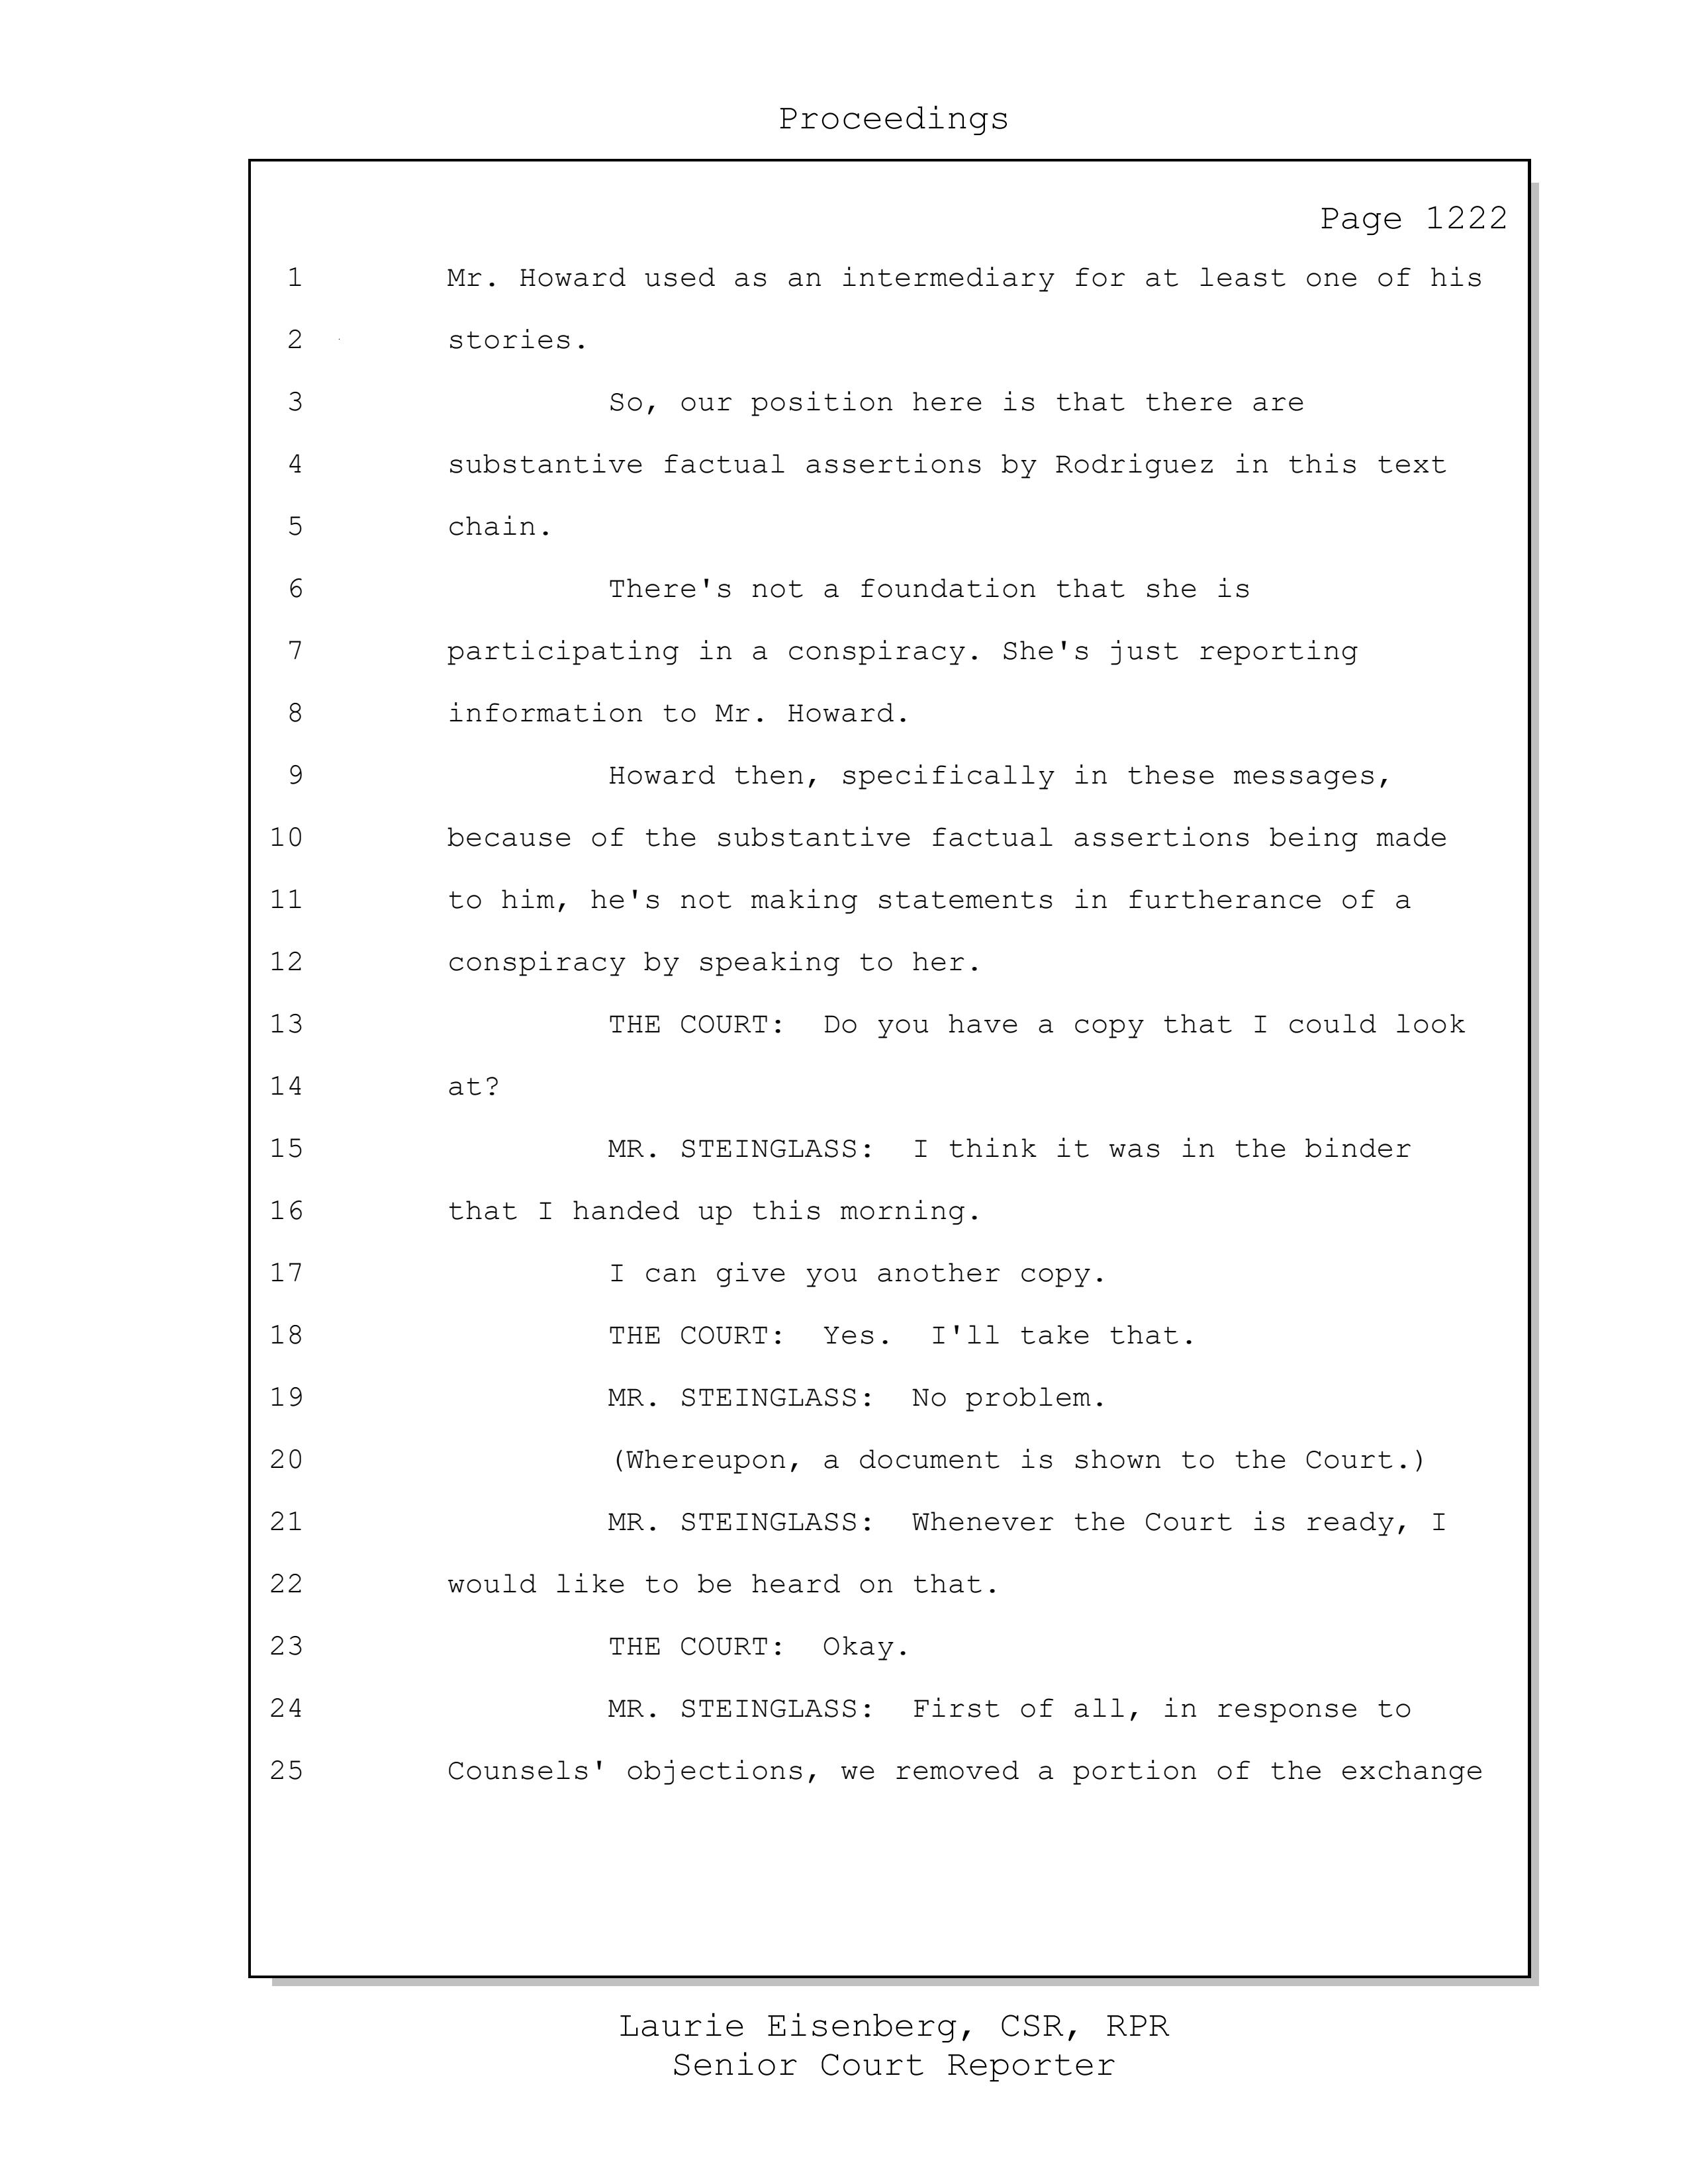 Proceedings
Page 1222
1 Mr. Howard used as an intermediary for at least one of his
2 stories.
3 So, our position here is that there are
4 substantive factual assertions by Rodriguez in this text
5 chain.
6 There's not a foundation that she is
7 participating in a conspiracy. She's just reporting
8 information to Mr. Howard.
9 Howard then, specifically in these messages,
10 because of the substantive factual assertions being made
11 to him, he's not making statements in furtherance of a
12 conspiracy by speaking to her.
13 THE COURT:  Do you have a copy that I could look
14 at?
15 MR. STEINGLASS:  I think it was in the binder
16 that I handed up this morning.
17 I can give you another copy.
18 THE COURT:  Yes.  I'll take that.
19 MR. STEINGLASS:  No problem.
20 (Whereupon, a document is shown to the Court.)
21 MR. STEINGLASS:  Whenever the Court is ready, I
22 would like to be heard on that.
23 THE COURT:  Okay.
24 MR. STEINGLASS:  First of all, in response to
25 Counsels' objections, we removed a portion of the exchange
Laurie Eisenberg, CSR, RPR
Senior Court Reporter